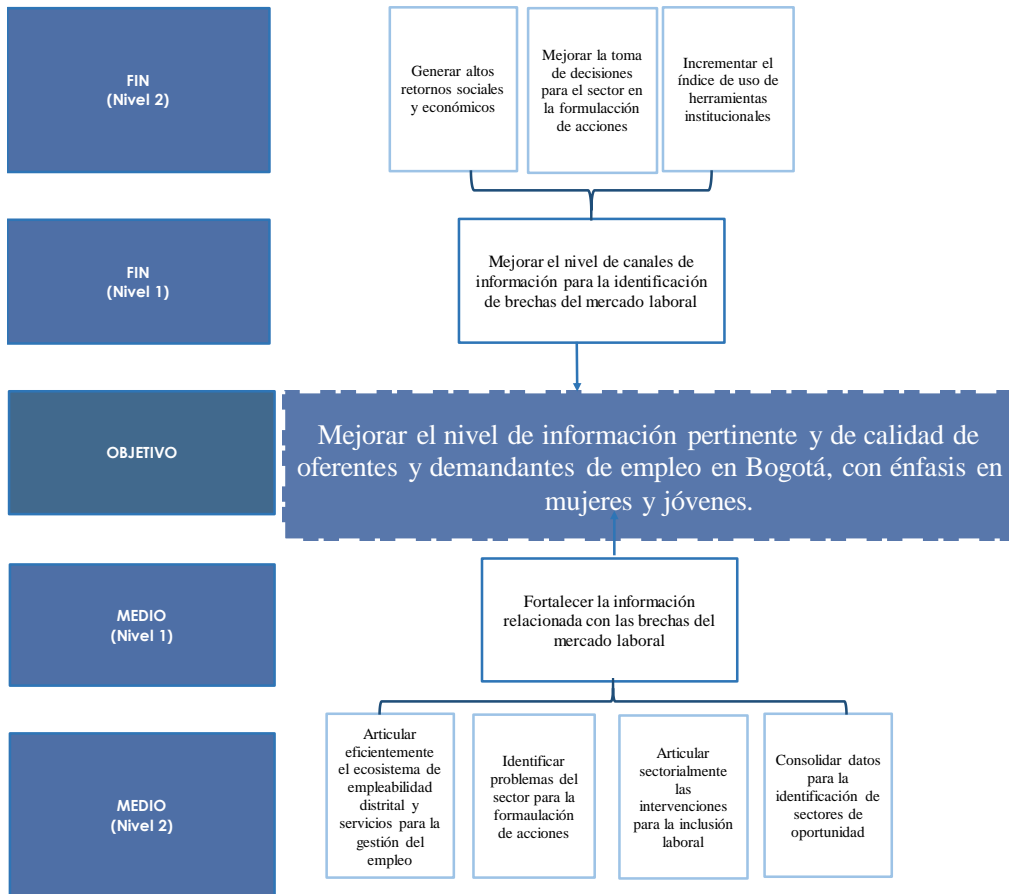 FIN
(Nivel 2)
Generar altos
retornos sociales
y económicos
Mejorar la toma
de decisiones
para el sector en
la formulacción
de acciones
Incrementar el
índice de uso de
herramientas
institucionales
FIN
(Nivel 1)
Mejorar el nivel de canales de
información para la identificación
de brechas del mercado laboral
OBJETIVO
Mejorar el nivel de información pertinente y de calidad de
oferentes y demandantes de empleo en Bogotá, con énfasis en
mujeres y jóvenes.
MEDIO
(Nivel 1)
Fortalecer la información
relacionada con las brechas del
mercado laboral
MEDIO
(Nivel 2)
Articular
eficientemente
el ecosistema de
empleabilidad
distrital y
servicios para la
gestión del
empleo
Identificar
problemas del
sector para la
formaulación
de acciones
Articular
sectorialmente
las
intervenciones
para la inclusión
laboral
Consolidar datos
para la
identificación de
sectores de
oportunidad